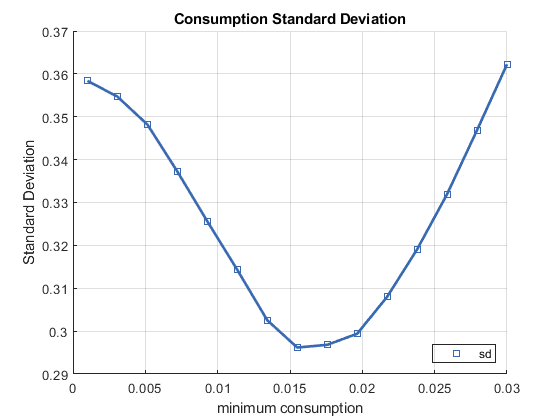 Consumption Standard Deviation
0.37
0.36
0.35
0.34
0.33
0.32
0.31
0.3
0.29
Standard Deviation
sd
0 0.005 0.01 0.015 0.02 0.025 0.03
minimum consumption